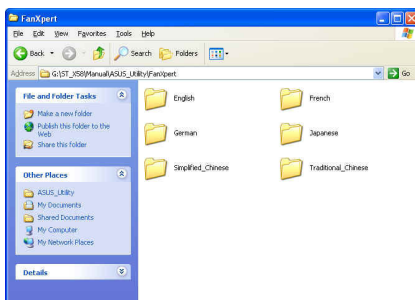 FanXpert
File Edit View Favorites Tools Help
Back Search Folders
Address G:\ST_X58\Manual\ASUS_Utility\FanXpert Go
File and Folder Tasks
Make a new folder
Publish this folder to the
Web
Share this folder
Other Places
ASUS_Utility
My Documents
Shared Documents
My Computer
My Network Places
Details
English French
German Japanese
Simplified_Chinese Traditional_Chinese